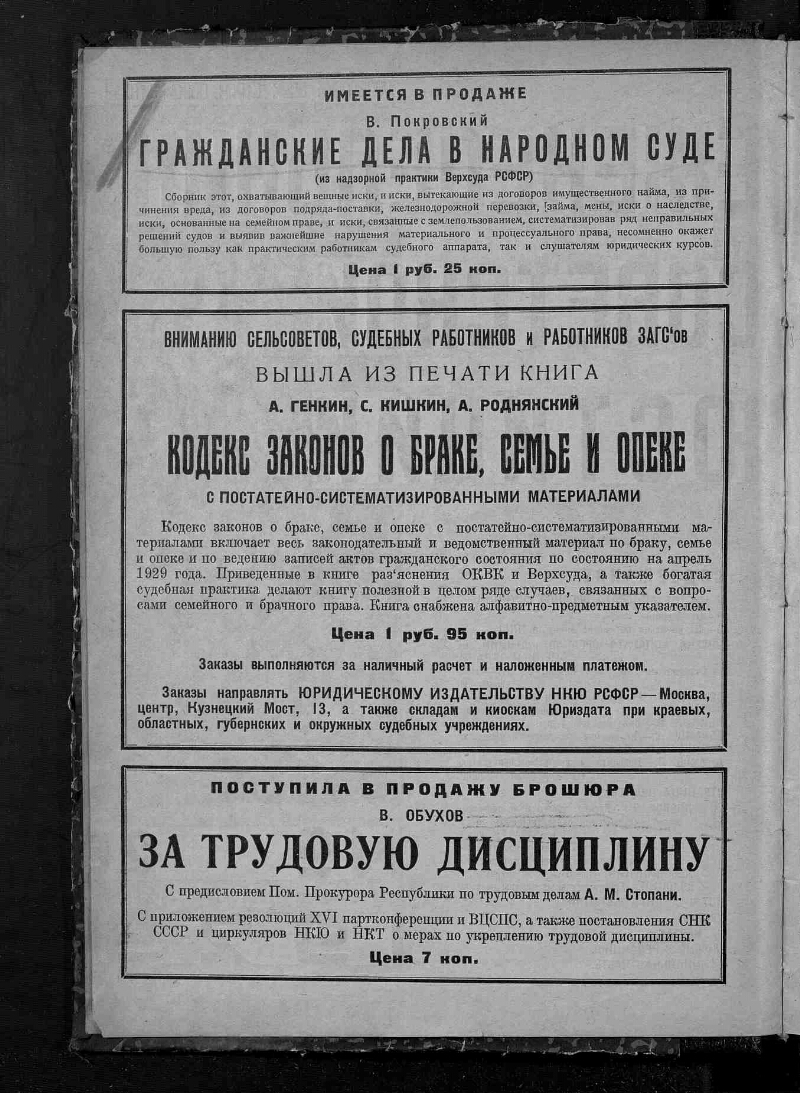 ИМЕЕТСЯ В ПРОДАЖЕ
В. Покровский
ГРАЖДАНСКИЕ ДЕЛА В НАРОДНОМ СУДЕ
(из надзорной практики Верхсуда РСФСР)
Сборник этот, охватывающий вещные иски, и иски, вытекающие из договоров имущественного найма, из при-
чинения вреда, из договоров подряда-поставки, железнодорожной перевозки, займа, мены, иски о наследстве,
иски, основанные на семейном праве, и иски, связанные с землепользованием, систематизировав ряд неправильных
решений судов и выявив важнейшие нарушения материального и процессуального права, несомненно окажет
большую пользу как практическим работникам судебного аппарата, так и слушателям юридических курсов.
Цена 1 руб. 25 коп.
ВНИМАНИЮ СЕЛЬСОВЕТОВ, СУДЕБНЫХ РАБОТНИКОВ и РАБОТНИКОВ ЗАГС‘ов
ВЫШЛА ИЗ ПЕЧАТИ КНИГА
А. ГЕНКИН, С. КИШКИН, А. РОДНЯНСКИЙ
КОДЕКС ЗАКОНОВ О БРАКЕ, СЕМЬЕ И ОПЕКЕ
С ПОСТАТЕЙНО-СИСТЕМАТИЗИРОВАННЫМИ МАТЕРИАЛАМИ
Кодекс законов о браке, семье и опеке с постатейно-систематизированными ма-
териалами включает весь законодательный и ведомственный материал по браку, семье
и опеке и по ведению записей актов гражданского состояния по состоянию на апрель
1929 года. Приведенные в книге раз‘яснения ОКВК и Верхсуда, а также богатая
судебная практика делают книгу полезной в целом ряде случаев, связанных с вопро-
сами семейного и брачного права. Книга снабжена алфавитно-предметным указателем.
Цена 1 руб. 95 коп.
Заказы выполняются за наличный расчет и наложенным платежом.
Заказы направлять ЮРИДИЧЕСКОМУ ИЗДАТЕЛЬСТВУ НКЮ РСФСР — Москва,
центр, Кузнецкий Мост, 13, а также складам и киоскам Юриздата при краевых,
областных, губернских и окружных судебных учреждениях.
ПОСТУПИЛА В ПРОДАЖУ БРОШЮРА
В. ОБУХОВ
ЗА ТРУДОВУЮ ДИСЦИПЛИНУ
С предисловием Пом. Прокурора Республики по трудовым делам А. М. Стопани.
С приложением резолюций XVI партконференции и ВЦСПС, а также постановления СНК
СССР и циркуляров НКЮ и НКТ о мерах по укреплению трудовой дисциплины.
Цена 7 коп.